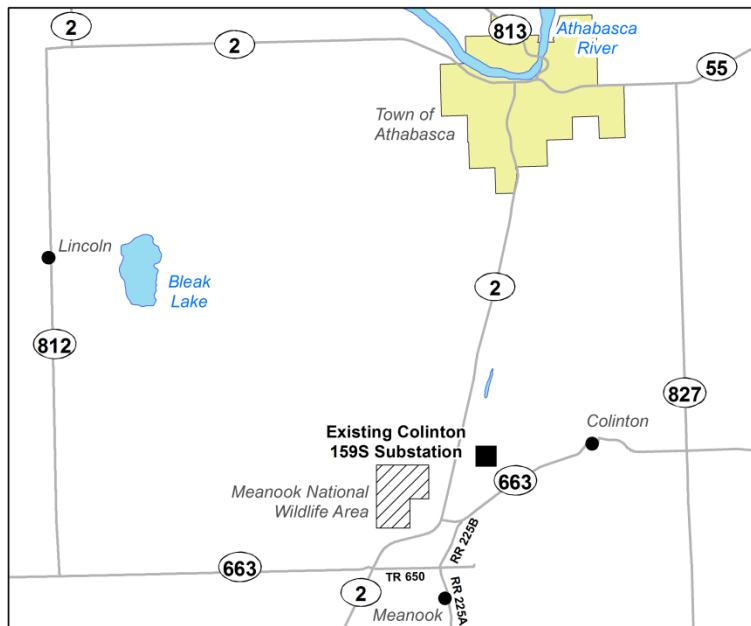 2
813
Athabasca
River
2
55
Town of
Athabasca
Lincoln
Bleak
Lake
2
812
827
Colinton
Existing Colinton
159S Substation
663
Meanook National
Wildlife Area
RR 225B
663
TR 650
2
RR 225A
Meanook